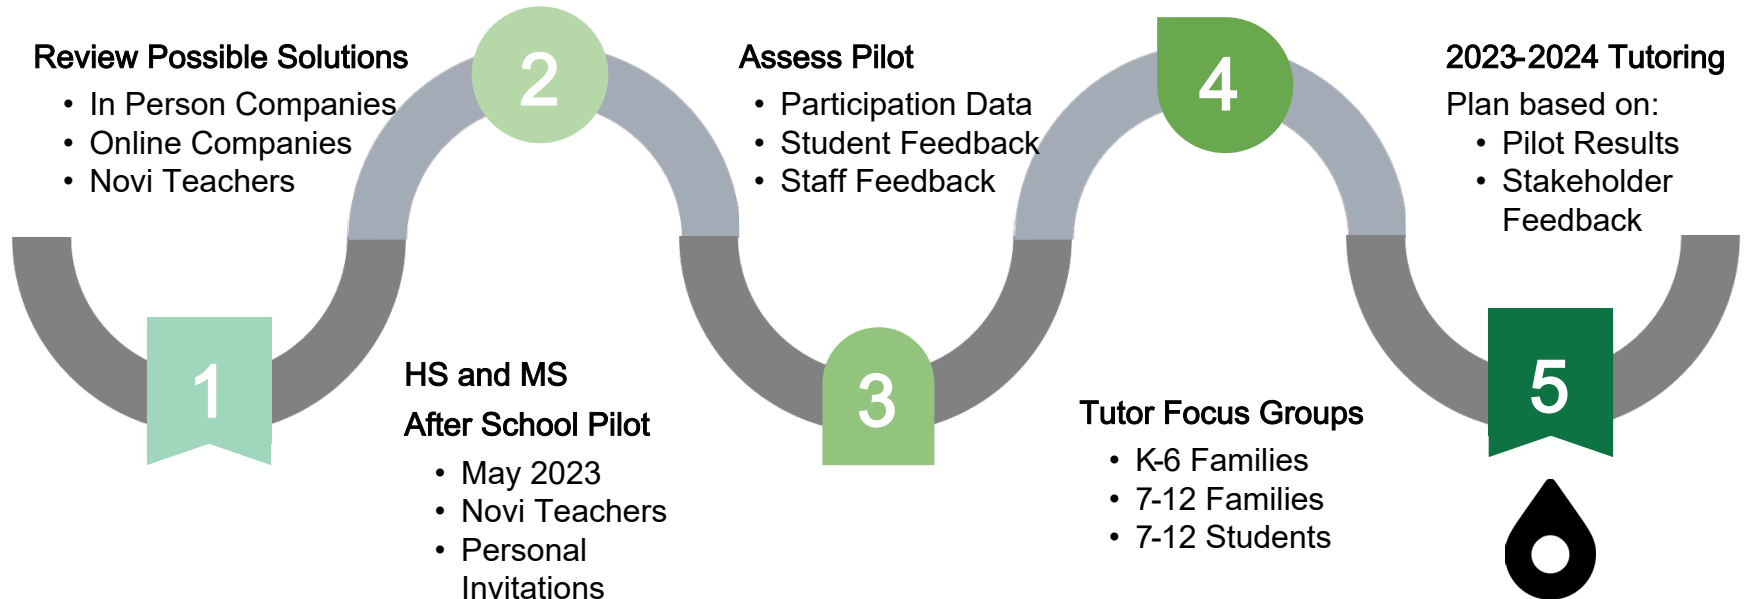 Review Possible Solutions
• In Person Companies
• Online Companies
• Novi Teachers
1
2
HS and MS
After School Pilot
• May 2023
• Novi Teachers
• Personal
Invitations
Assess Pilot
• Participation Data
• Student Feedback
• Staff Feedback
3
4
Tutor Focus Groups
• K-6 Families
• 7-12 Families
• 7-12 Students
2023-2024 Tutoring
Plan based on:
• Pilot Results
• Stakeholder
Feedback
5